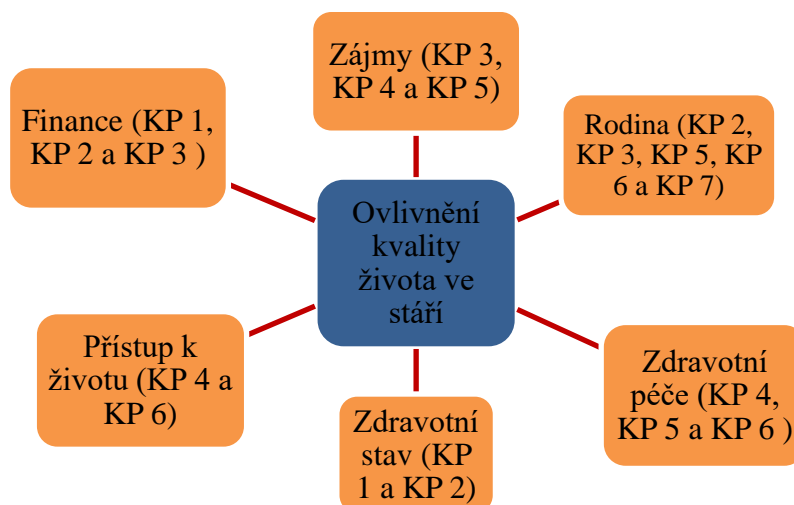 Zájmy (KP 3,
KP 4 a KP 5)
Finance (KP 1,
KP 2 a KP 3 )
Rodina (KP 2,
KP 3, KP 5, KP
6 a KP 7)
Ovlivnění
kvality
života ve
stáří
Přístup k
životu (KP 4 a
KP 6)
Zdravotní
péče (KP 4,
KP 5 a KP 6 )
Zdravotní
stav (KP
1 a KP 2)